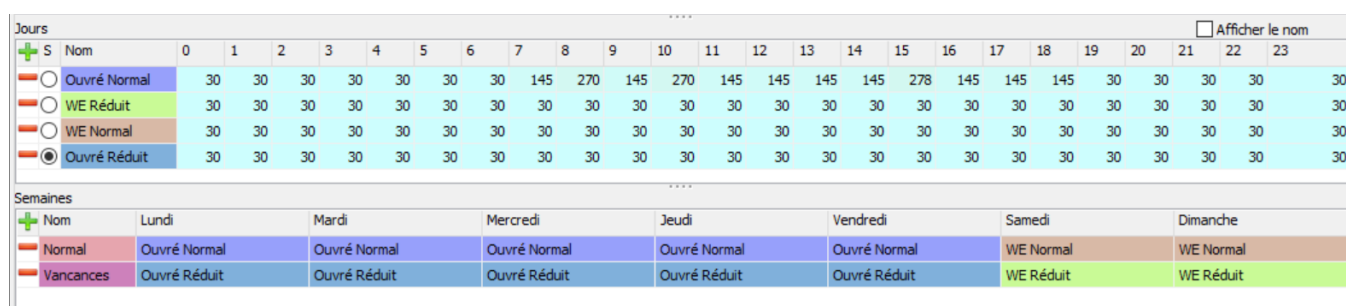 Jours Afficher le nom
S Nom 0 1 2 3 4 5 6 7 8 9 10 11 12 13 14 15 16 17 18 19 20 21 22 23
Ouvré Normal 30 30 30 30 30 30 30 145 270 145 270 145 145 145 145 278 145 145 145 30 30 30 30 30
WE Réduit 30 30 30 30 30 30 30 30 30 30 30 30 30 30 30 30 30 30 30 30 30 30 30 30
WE Normal 30 30 30 30 30 30 30 30 30 30 30 30 30 30 30 30 30 30 30 30 30 30 30 30
Ouvré Réduit 30 30 30 30 30 30 30 30 30 30 30 30 30 30 30 30 30 30 30 30 30 30 30 30
Semaines
Nom Lundi Mardi Mercredi Jeudi Vendredi Samedi Dimanche
Normal Ouvré Normal Ouvré Normal Ouvré Normal Ouvré Normal Ouvré Normal WE Normal WE Normal
Vancances Ouvré Réduit Ouvré Réduit Ouvré Réduit Ouvré Réduit Ouvré Réduit WE Réduit WE Réduit